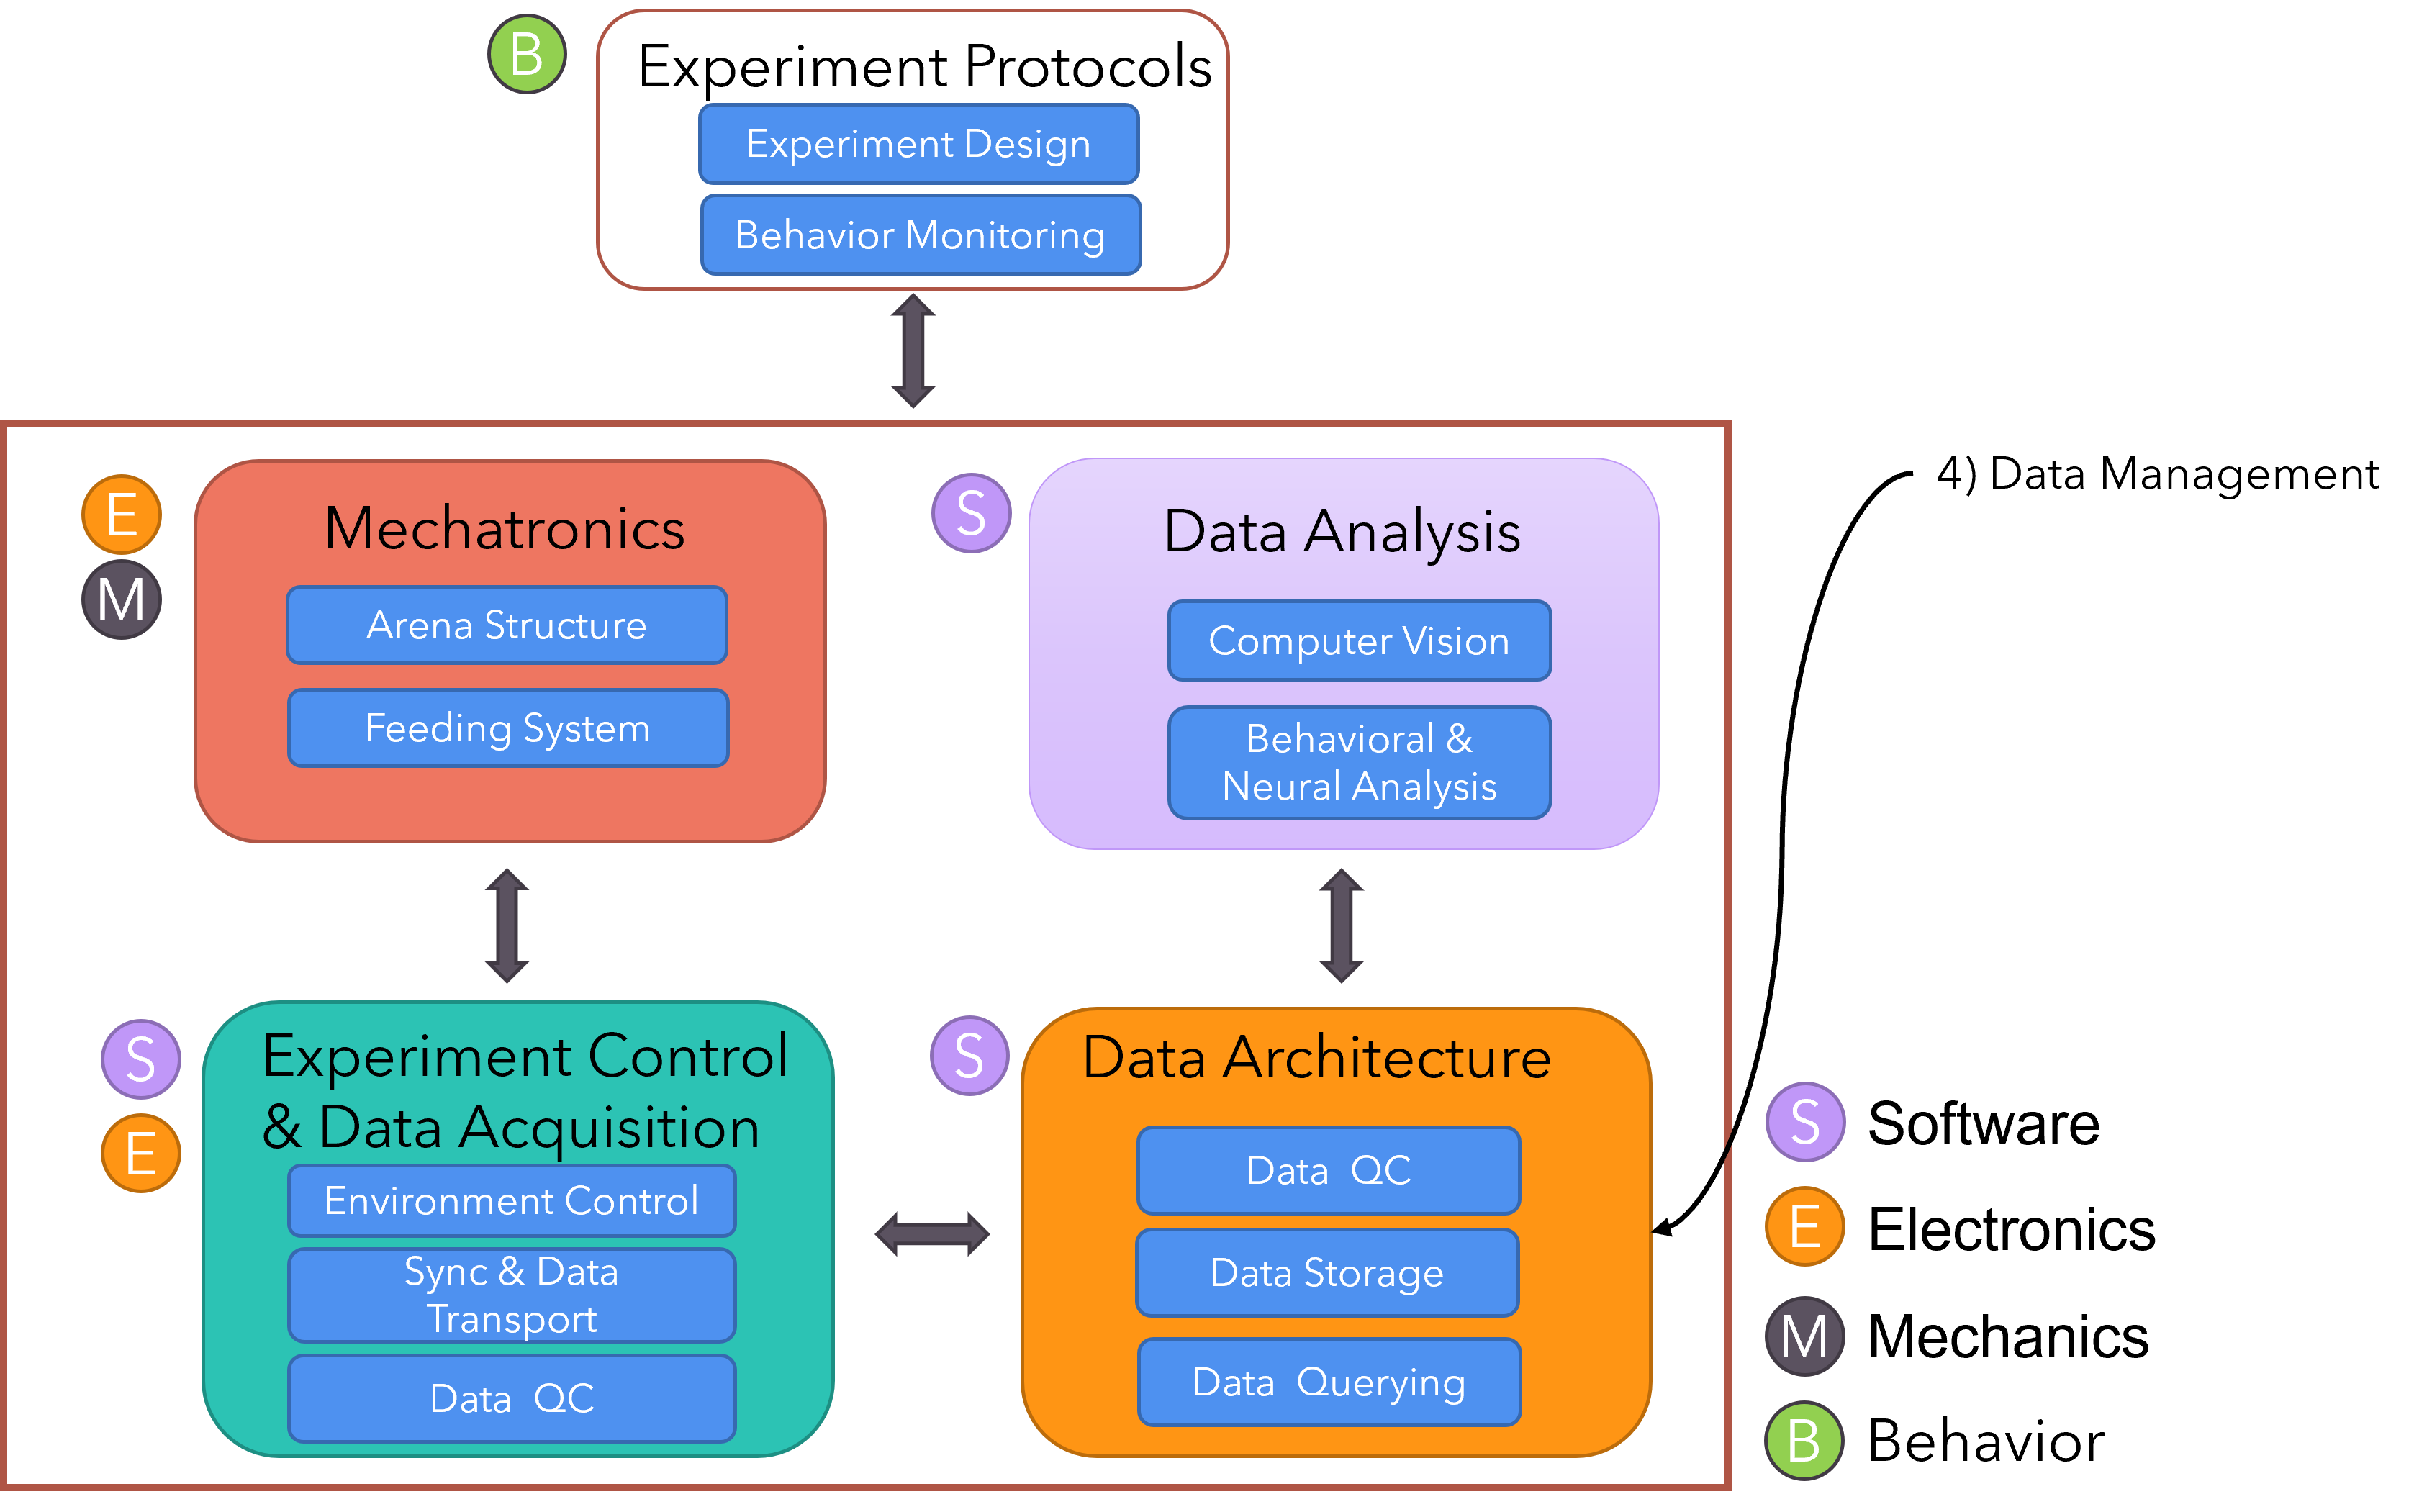 B
Experiment Protocols
Experiment Design
Behavior Monitoring
E
M
Mechatronics
Arena Structure
Feeding System
S
Data Analysis
Computer Vision
Behavioral &
Neural Analysis
4) Data Management
S
E
Experiment Control
& Data Acquisition
Environment Control
Sync & Data
Transport
Data QC
S
Data Architecture
Data QC
Data Storage
Data Querying
S Software
E Electronics
M Mechanics
B Behavior